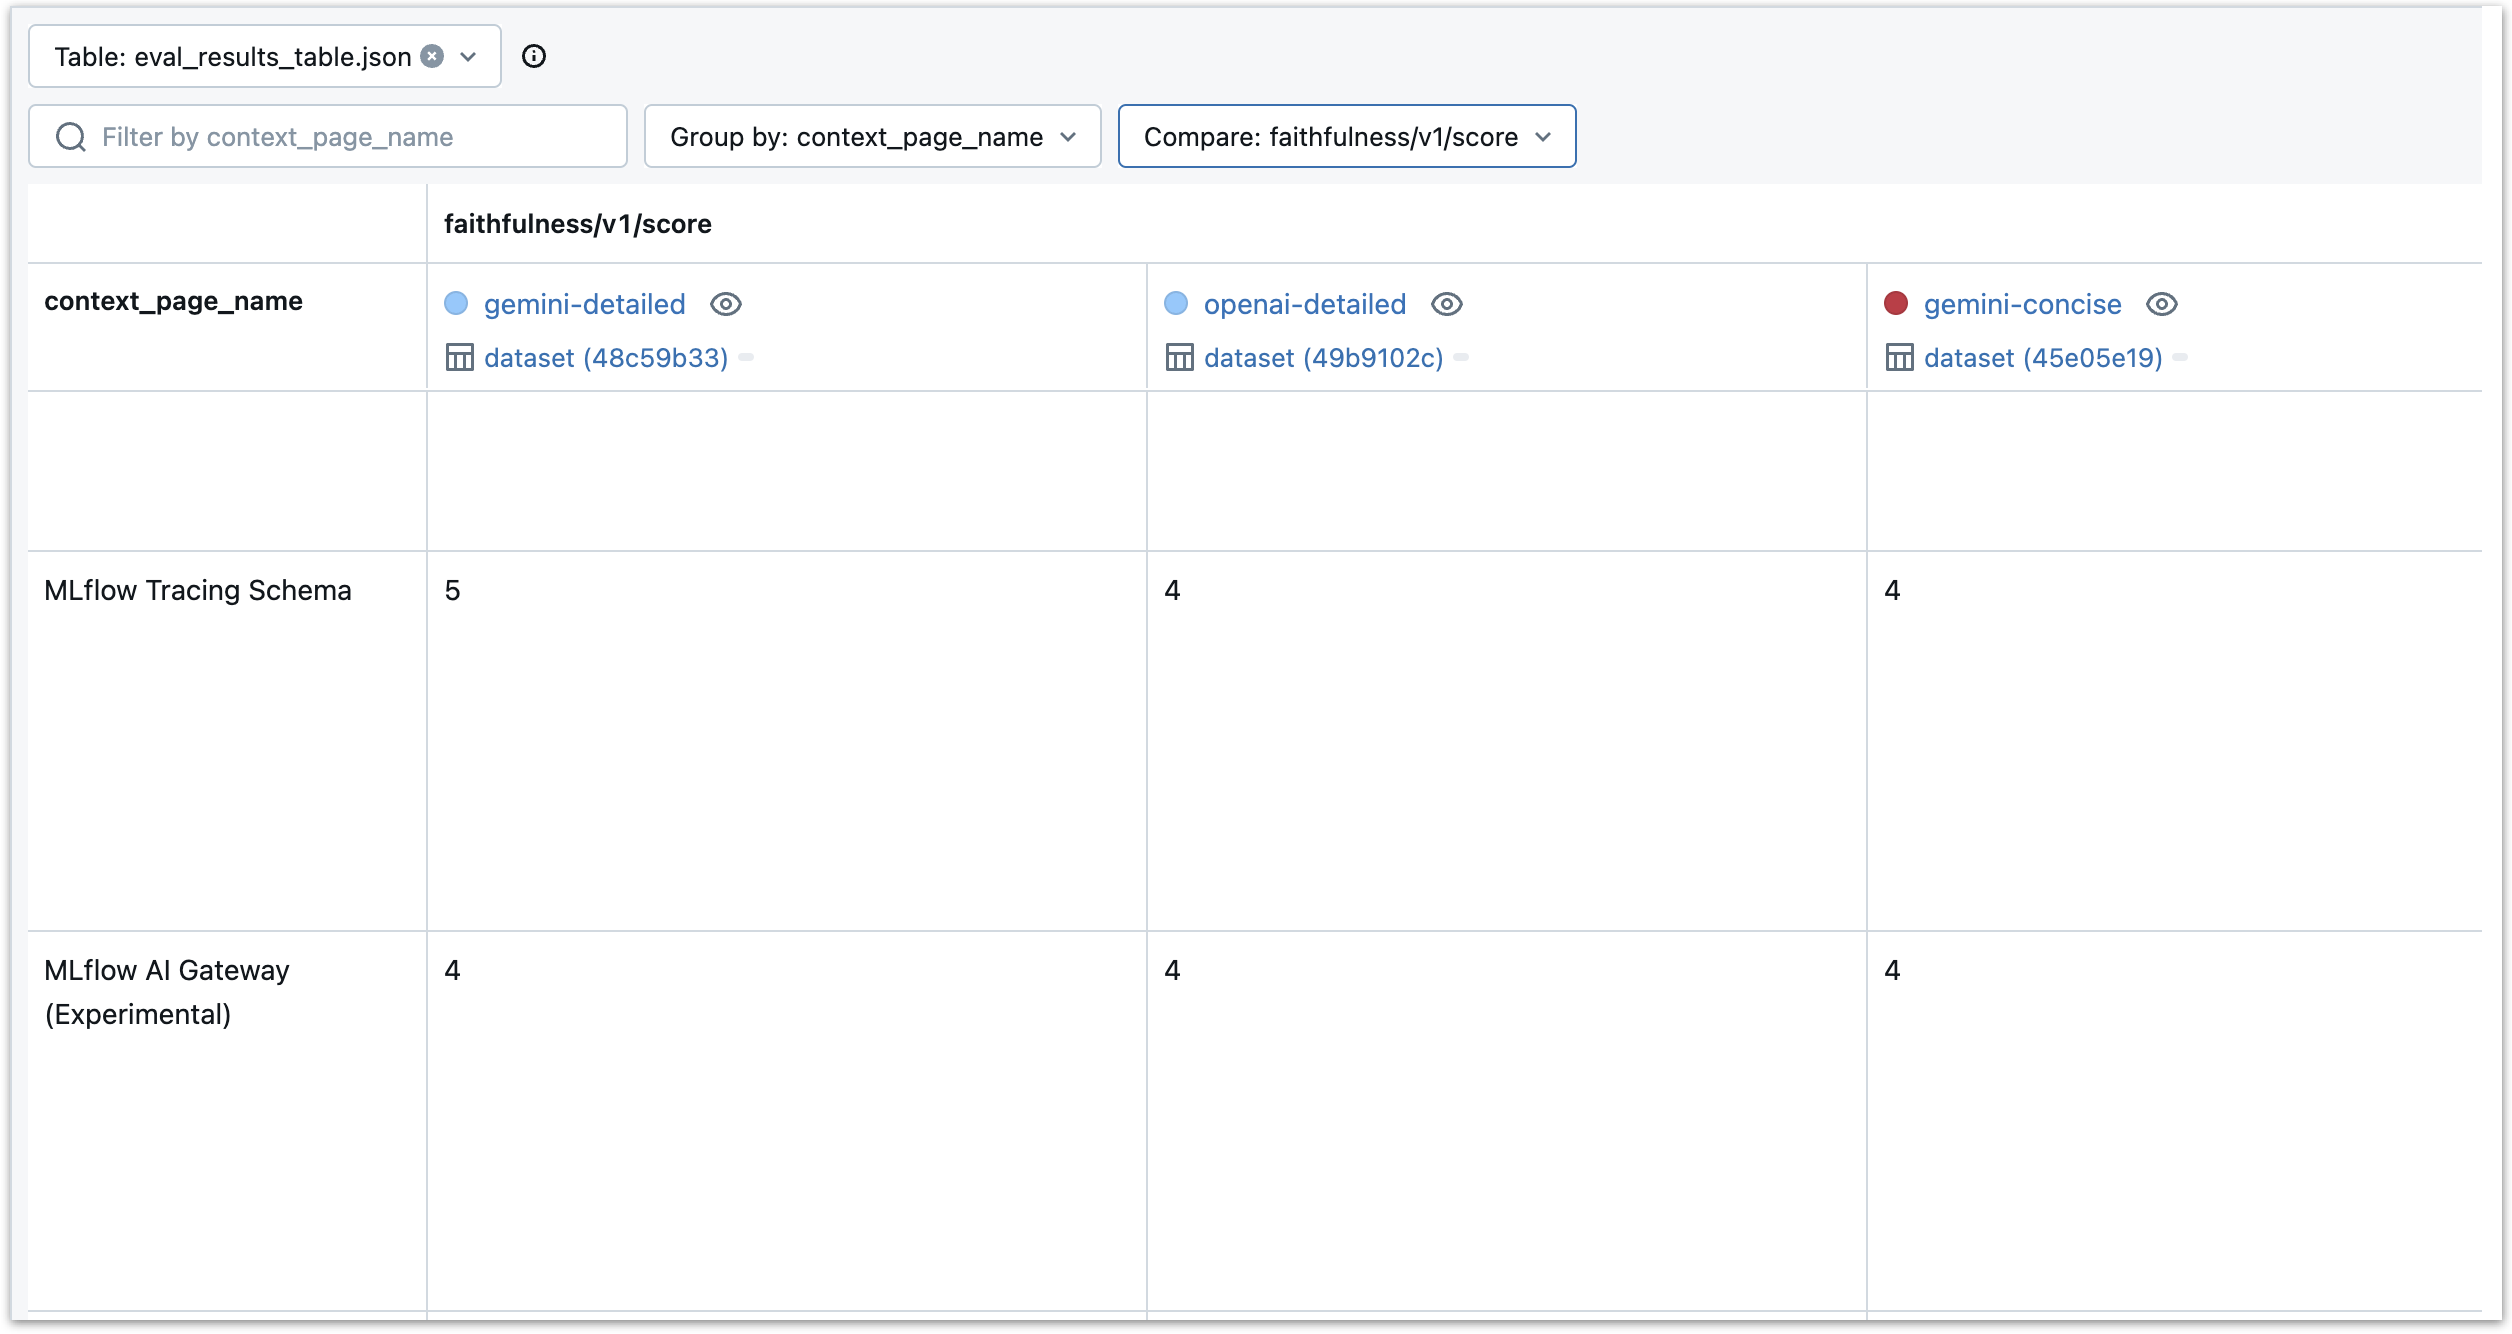 Table: eval_results_table.json
Filter by context_page_name
Group by: context_page_name
Compare: faithfulness/v1/score
faithfulness/v1/score
context_page_name
gemini-detailed
openai-detailed
gemini-concise
dataset (48c59b33)
dataset (49b9102c)
dataset (45e05e19)
MLflow Tracing Schema
5
4
4
MLflow AI Gateway
(Experimental)
4
4
4